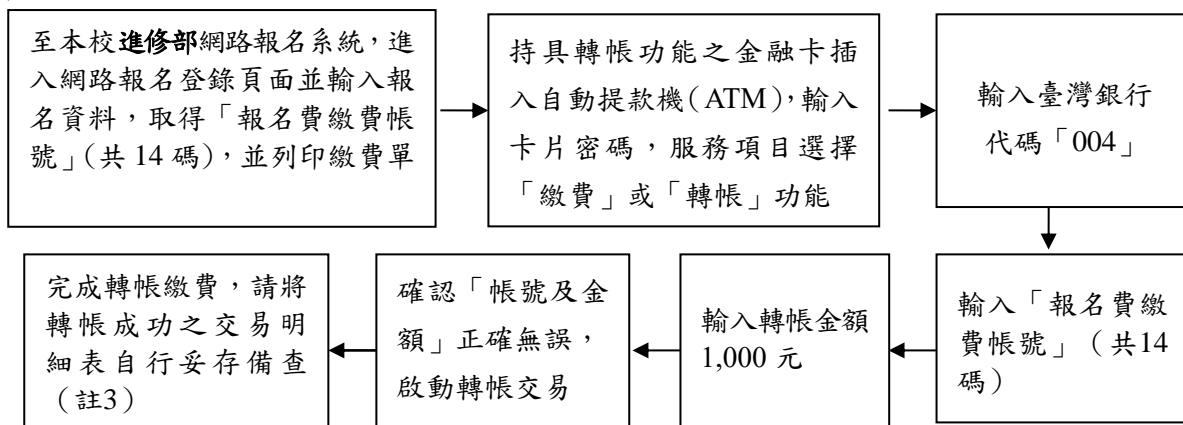 至本校進修部網路報名系統，進
入網路報名登錄頁面並輸入報
名資料，取得「報名費繳費帳
號」(共 14 碼)，並列印繳費單
持具轉帳功能之金融卡插
入自動提款機（ATM），輸入
卡片密碼，服務項目選擇
「繳費」或「轉帳」功能
輸入臺灣銀行
代碼「004」
輸入「報名費繳
費帳號」（共14
碼）
輸入轉帳金額
1,000 元
確認「帳號及金
額」正確無誤，
啟動轉帳交易
完成轉帳繳費，請將
轉帳成功之交易明
細表自行妥存備查
（註3）